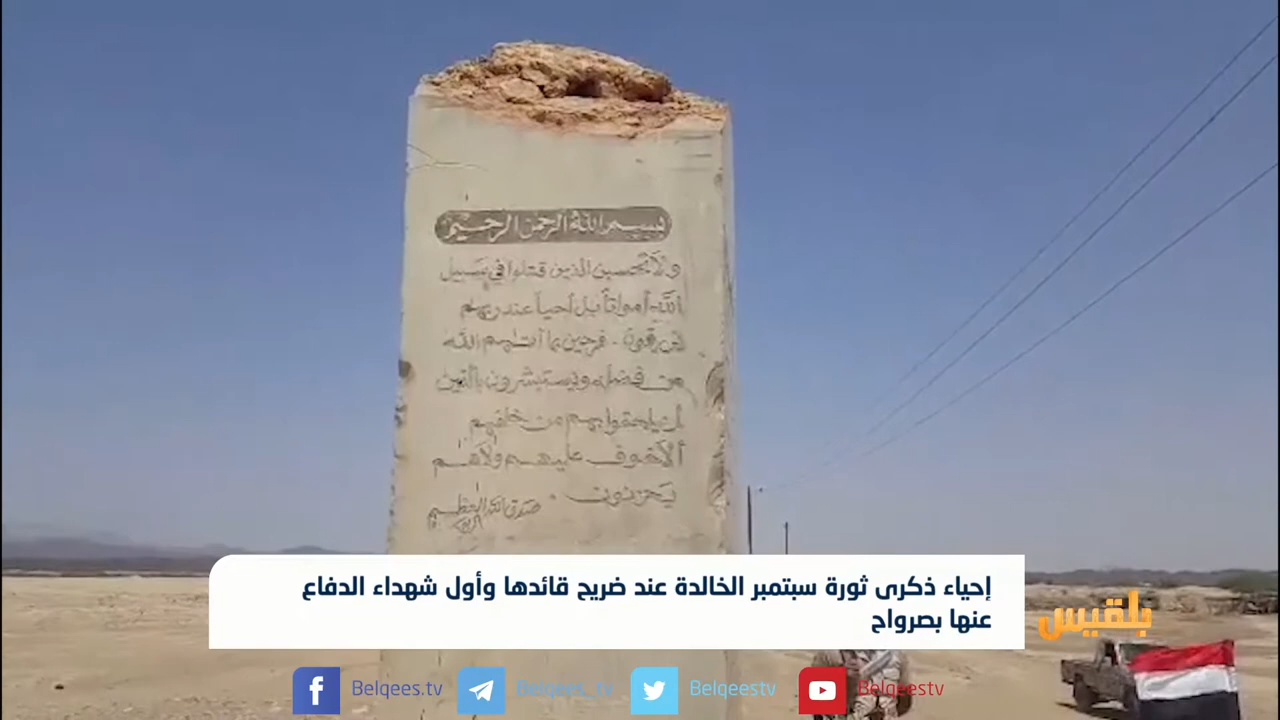 بسم الله الرحمن الرحيم
ولا تحسبن الذين قتلوا في سبيل
الله أمواتاً بل أحياً عند ربهم
يرزقون . فرحين بما آتاهم الله
من فضله ويستبشرون بالذين
لم يلحقوا بهم من خلفهم
ألا خوف عليهم ولا هم
يحزنون .
صدق الله العظيم
إحياء ذكرى ثورة سبتمبر الخالدة عند ضريح قائدها وأول شهداء الدفاع
عنها بصرواح
بلقيس
Belqees.tv
Belqees_tv
Belqeestv
Belqeestv